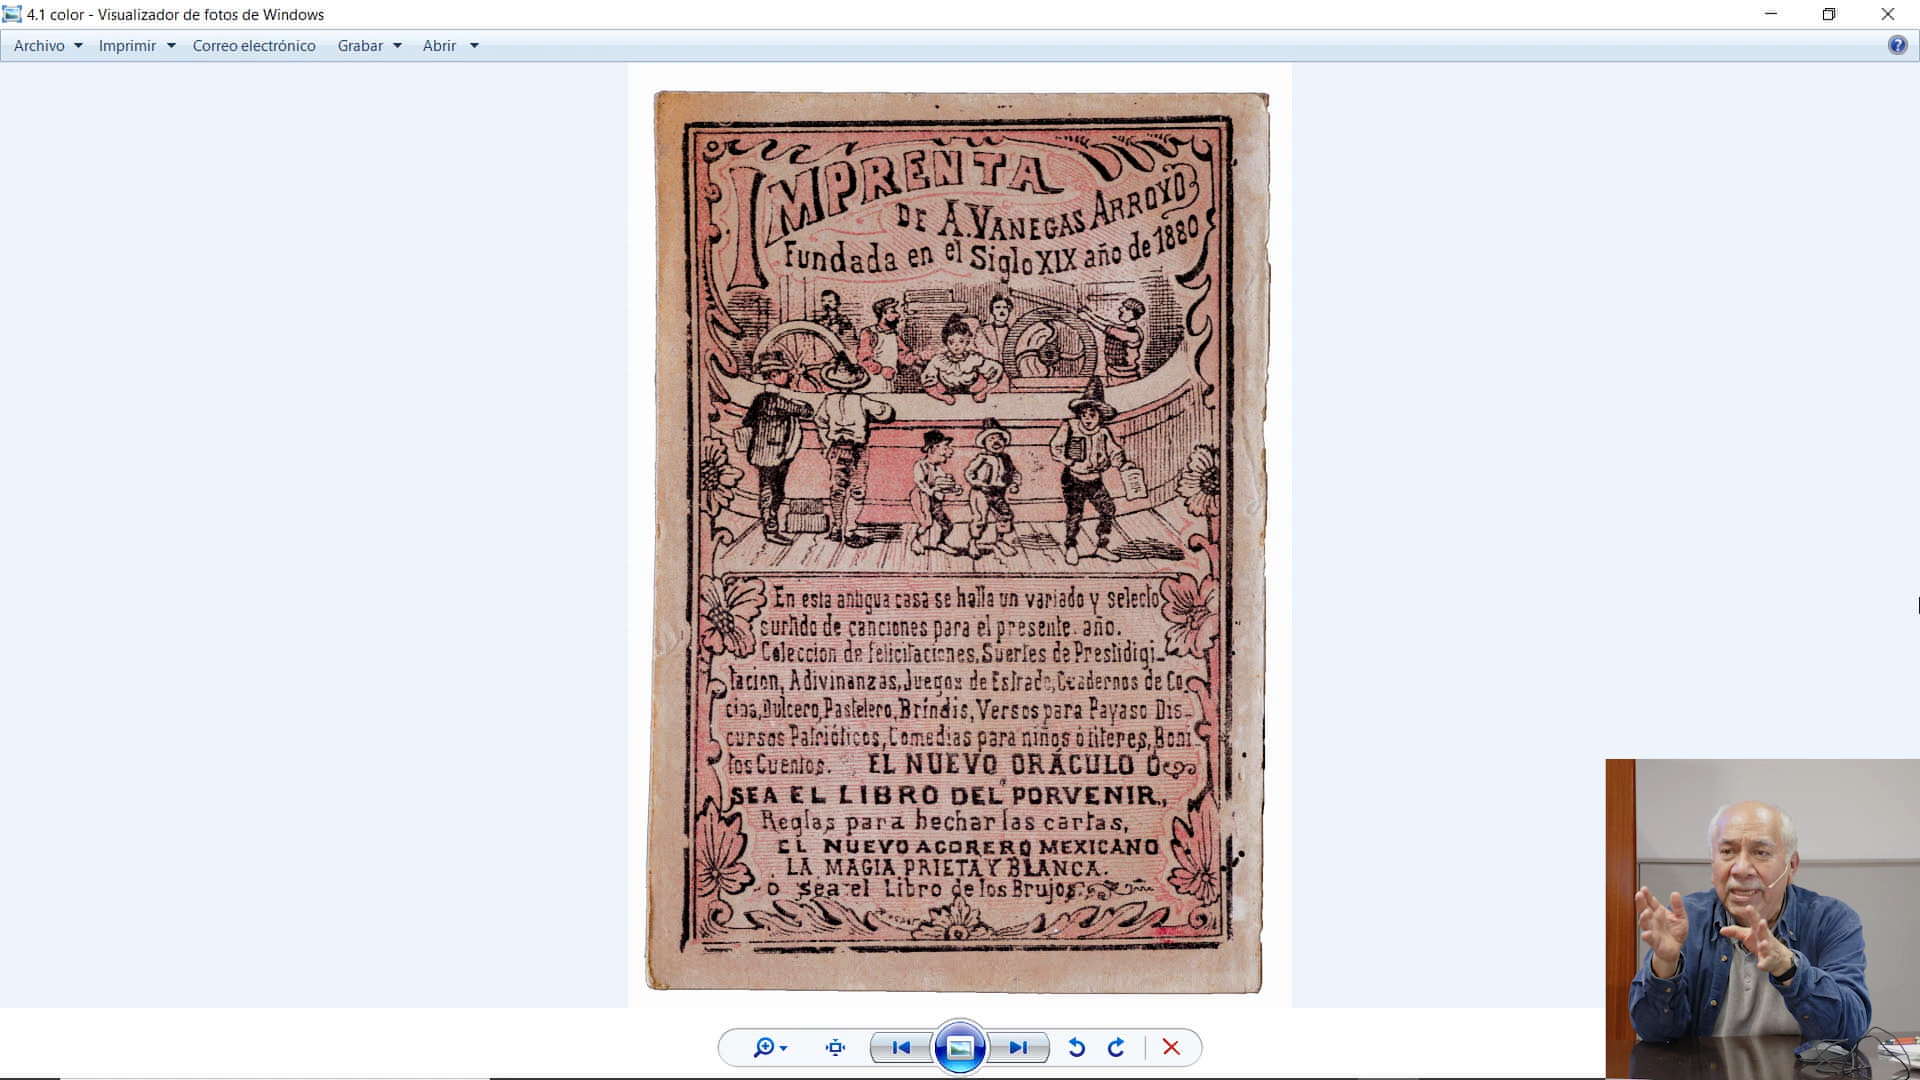 4.1 color - Visualizador de fotos de Windows
Archivo Imprimir Correo electrónico Grabar Abrir
IMPRENTA
DE A. VANEGAS ARROYO
Fundada en el Siglo XIX año de 1880
En esta antigua casa se halla un variado y selecto
surtido de canciones para el presente. año.
Coleccion de felicitaciones, Suertes de Prestidigi-
tacion, Adivinanzas, Juegos de Estrado, Cuadernos de Co-
cina, Dulcero, Pastelero, Bríndis, Versos para Payaso Dis-
cursos Patrióticos, Comedias para niños ó titeres, Boni
tos Cuentos. EL NUEVO ORÁCULO Ó
SEA EL LIBRO DEL PORVENIR.,
Reglas para hechar las cartas,
EL NUEVO AGORERO MEXICANO
LA MAGIA PRIETA Y BLANCA.
o sea el Libro de los Brujos.